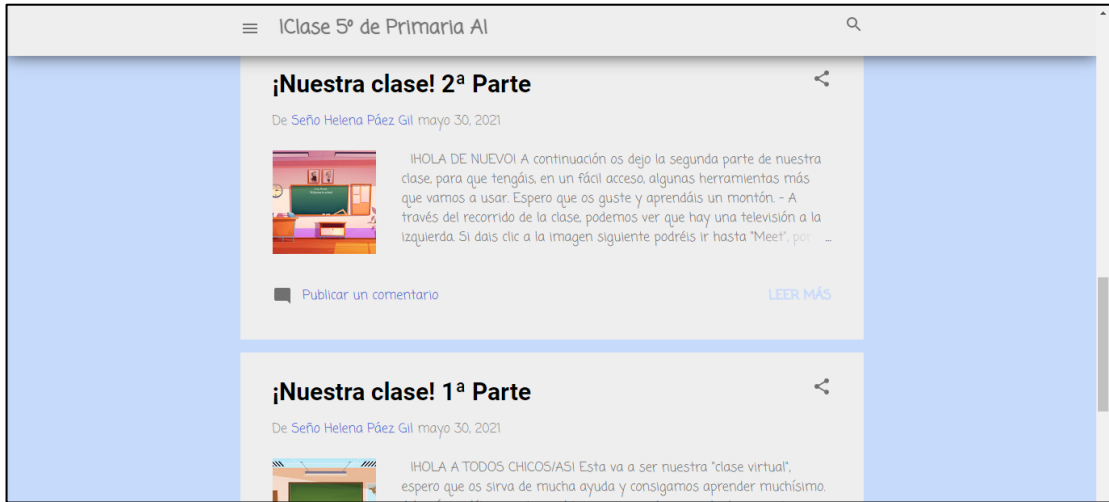 ¡Clase 5º de Primaria A!
¡Nuestra clase! 2ª Parte
De Seño Helena Páez Gil mayo 30, 2021
¡HOLA DE NUEVO! A continuación os dejo la segunda parte de nuestra
clase, para que tengáis, en un fácil acceso, algunas herramientas más
que vamos a usar. Espero que os guste y aprendáis un montón. - A
través del recorrido de la clase, podemos ver que hay una televisión a la
izquierda. Si dais clic a la imagen siguiente podréis ir hasta "Meet", por ...
Publicar un comentario
LEER MÁS
¡Nuestra clase! 1ª Parte
De Seño Helena Páez Gil mayo 30, 2021
¡HOLA A TODOS CHICOS/AS! Esta va a ser nuestra "clase virtual",
espero que os sirva de mucha ayuda y consigamos aprender muchísimo.